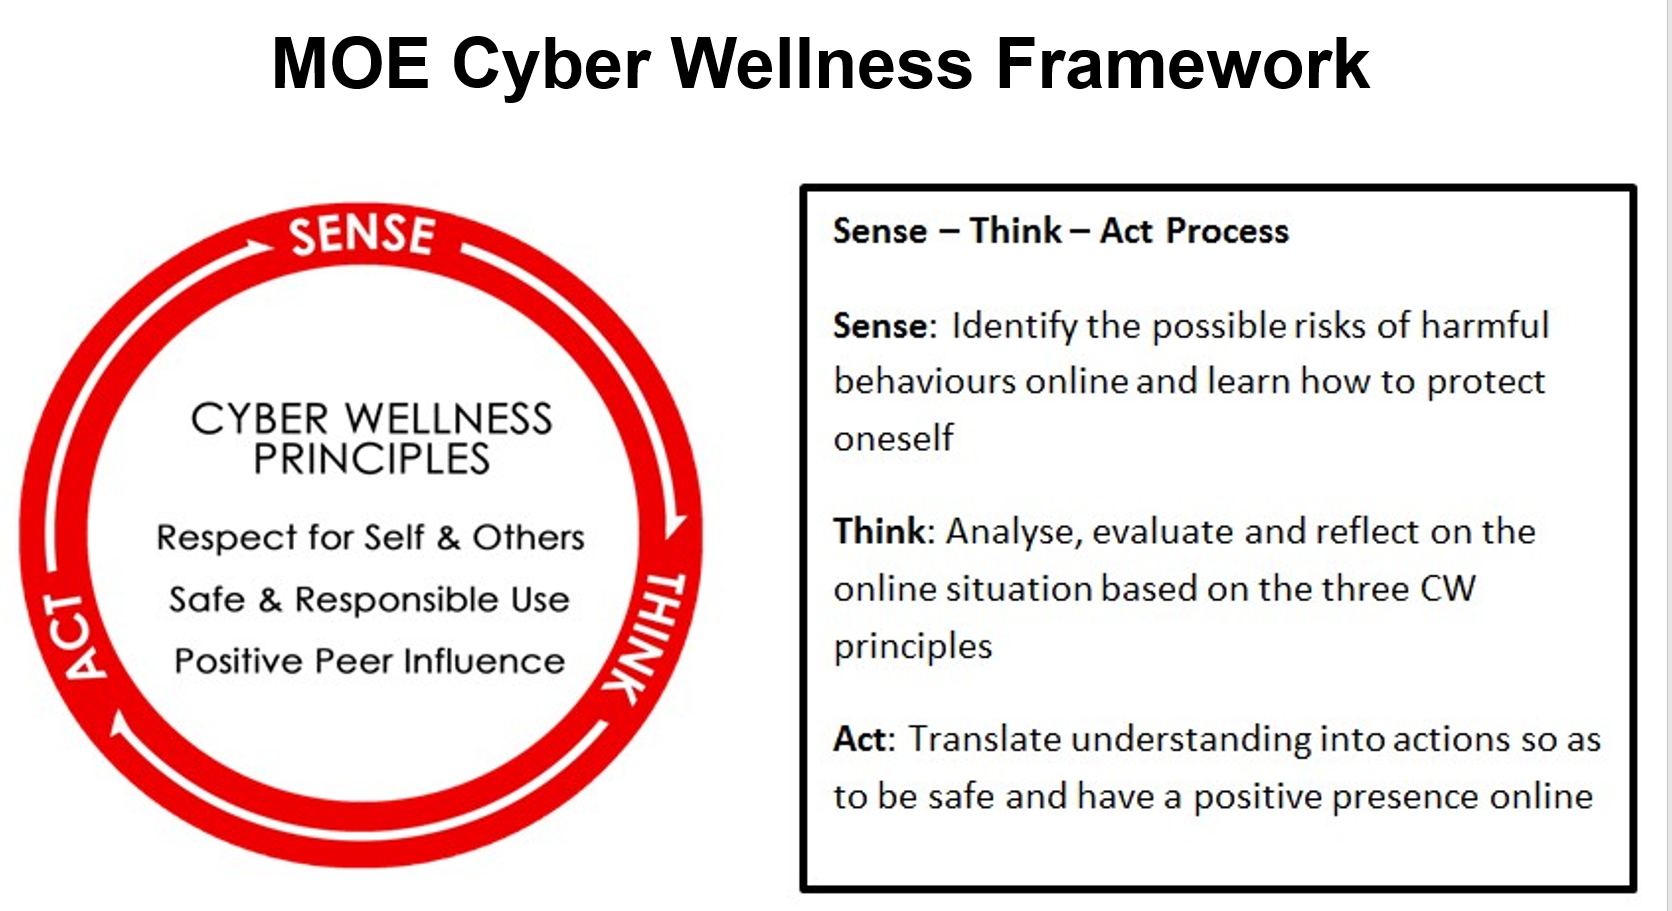 MOE Cyber Wellness Framework
SENSE
THINK
ACT
CYBER WELLNESS
PRINCIPLES
Respect for Self & Others
Safe & Responsible Use
Positive Peer Influence
Sense – Think – Act Process
Sense: Identify the possible risks of harmful
behaviours online and learn how to protect
oneself
Think: Analyse, evaluate and reflect on the
online situation based on the three CW
principles
Act: Translate understanding into actions so as
to be safe and have a positive presence online